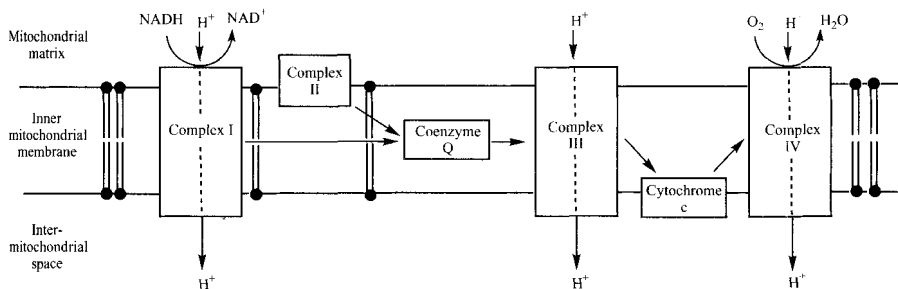 NADH
H⁺
NAD⁺
H⁺
O₂
H⁺
H₂O
Mitochondrial
matrix
Complex
II
Inner
mitochondrial
membrane
Complex I
Coenzyme
Q
Complex
III
Complex
IV
Cytochrome
c
Inter-
mitochondrial
space
H⁺
H⁺
H⁺